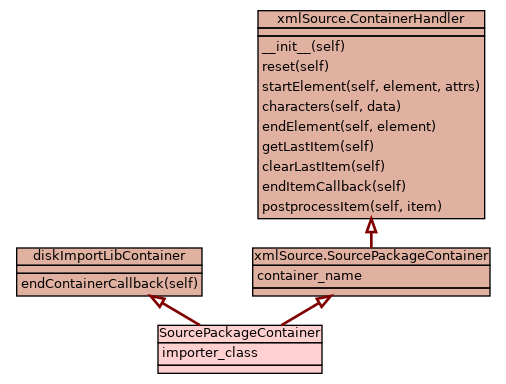 xmlSource.ContainerHandler
__init__(self)
reset(self)
startElement(self, element, attrs)
characters(self, data)
endElement(self, element)
getLastItem(self)
clearLastItem(self)
endItemCallback(self)
postprocessItem(self, item)
diskImportLibContainer
endContainerCallback(self)
xmlSource.SourcePackageContainer
container_name
SourcePackageContainer
importer_class